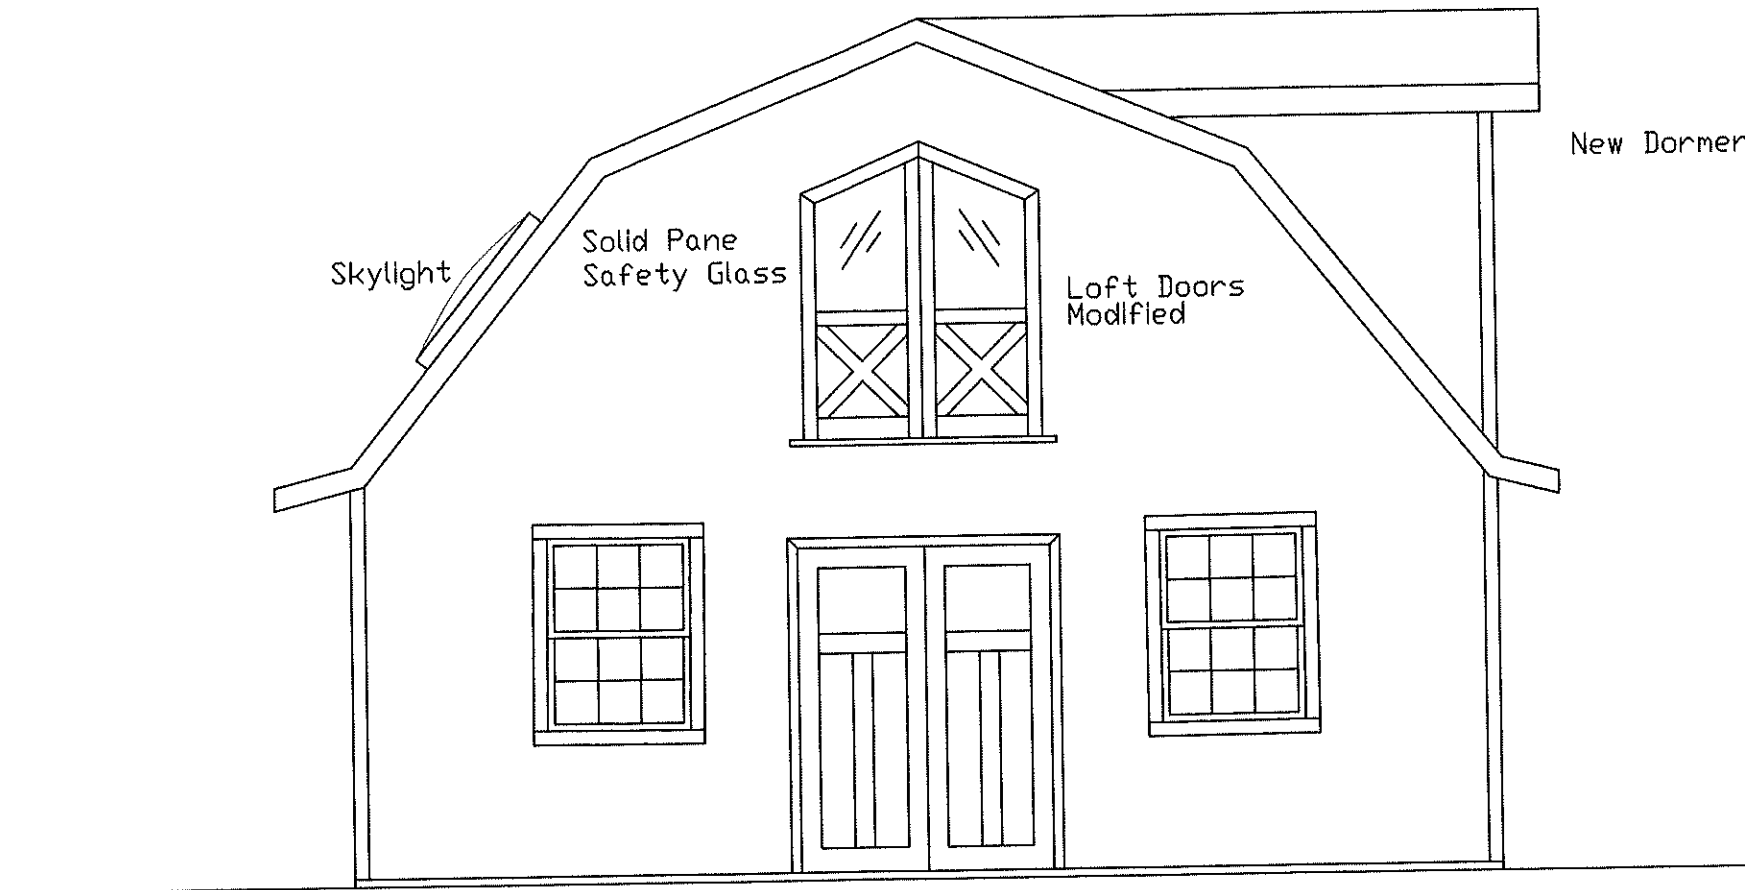 New Dormer
Skylight
Solid Pane
Safety Glass
Loft Doors
Modified